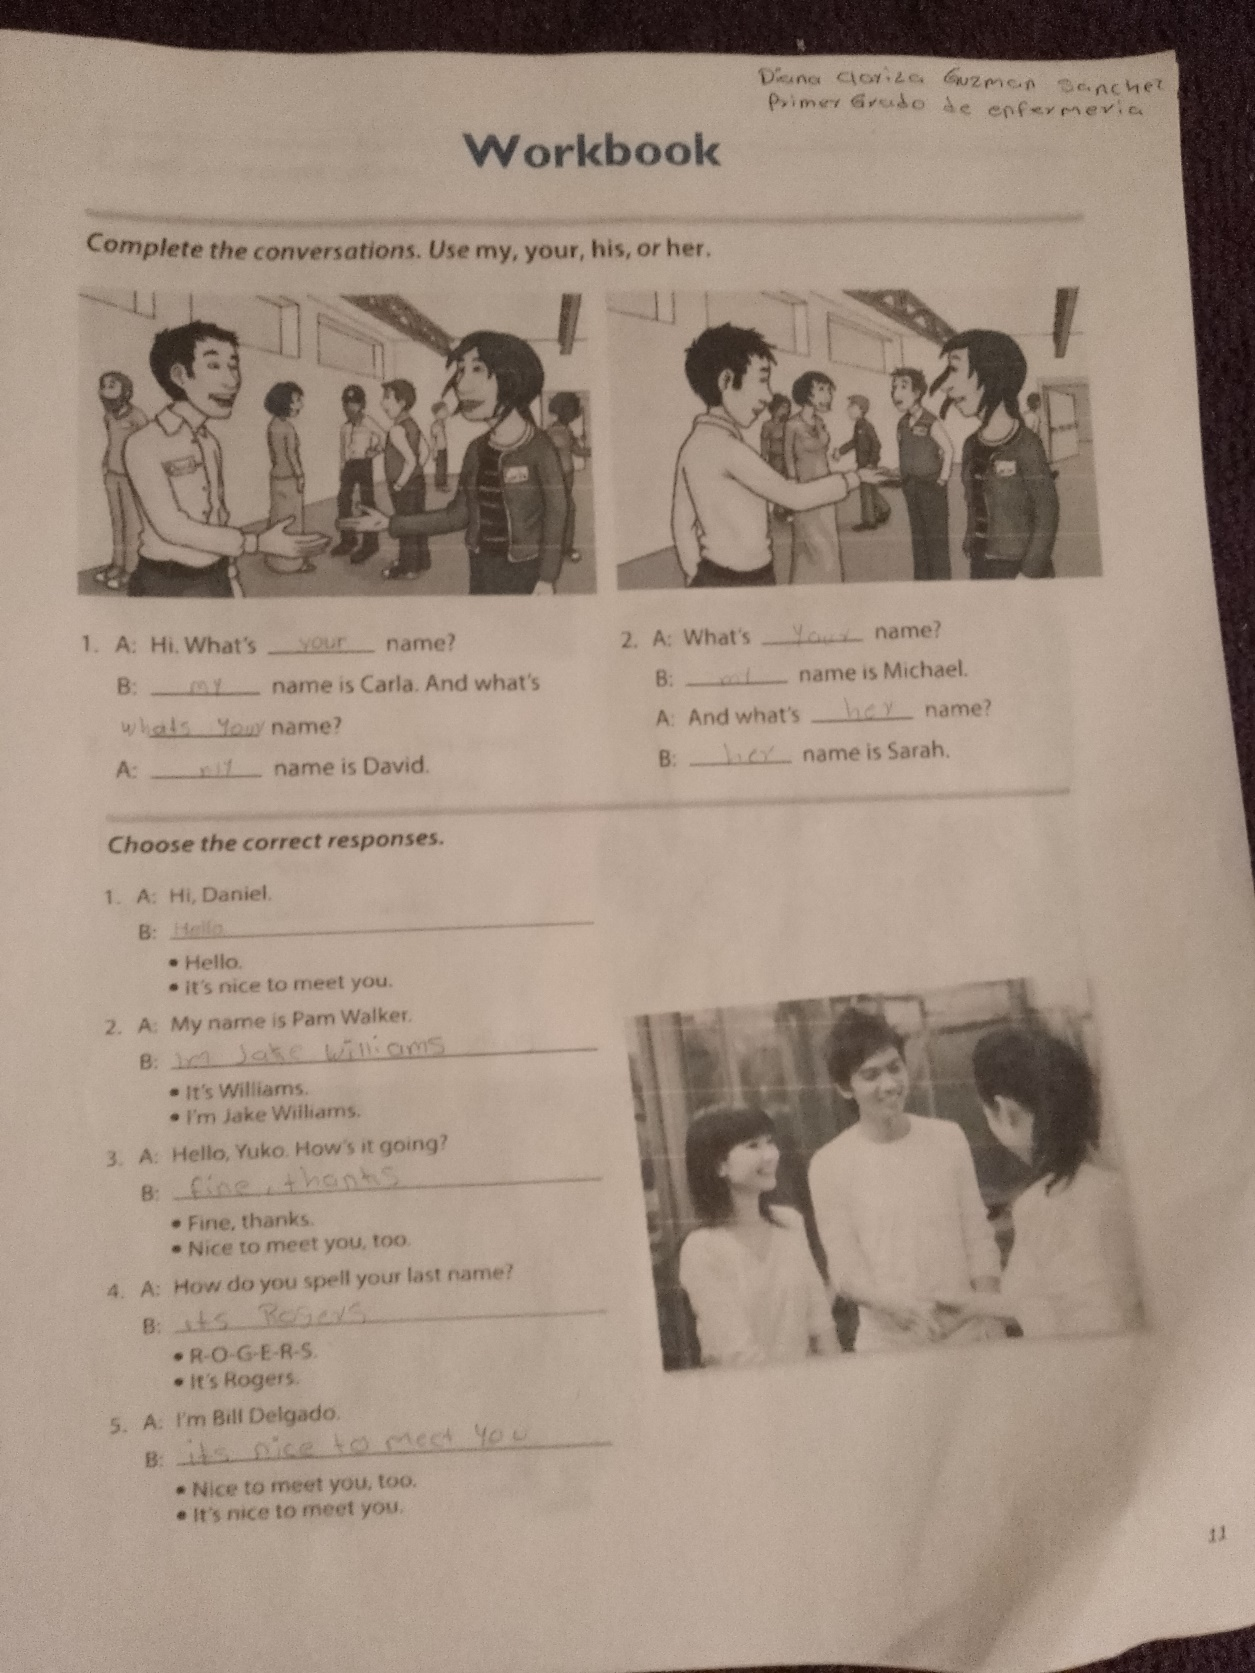 Diana Cloriza Guzman Sanchez
Primer Grado de enfermeria
Workbook
Complete the conversations. Use my, your, his, or her.
1. A: Hi. What's your name?
B: my name is Carla. And what's
whats your name?
A: my name is David.
2. A: What's your name?
B: my name is Michael.
A: And what's her name?
B: her name is Sarah.
Choose the correct responses.
1. A: Hi, Daniel.
B: Hello
• Hello.
• It's nice to meet you.
2. A: My name is Pam Walker.
B: im Jake Williams
• It's Williams.
• I'm Jake Williams.
3. A: Hello, Yuko. How's it going?
B: fine, thanks
• Fine, thanks.
• Nice to meet you, too.
4. A: How do you spell your last name?
B: its Rogers
• R-O-G-E-R-S.
• It's Rogers.
5. A: I'm Bill Delgado.
B: its nice to meet you
• Nice to meet you, too.
• It's nice to meet you.
11